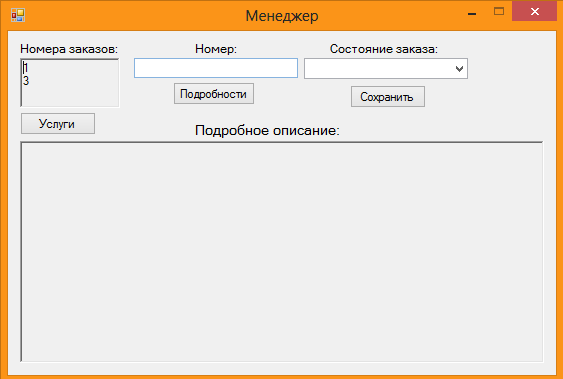 Менеджер
Номера заказов:
Номер:
Состояние заказа:
1
3
Подробности
Сохранить
Услуги
Подробное описание: